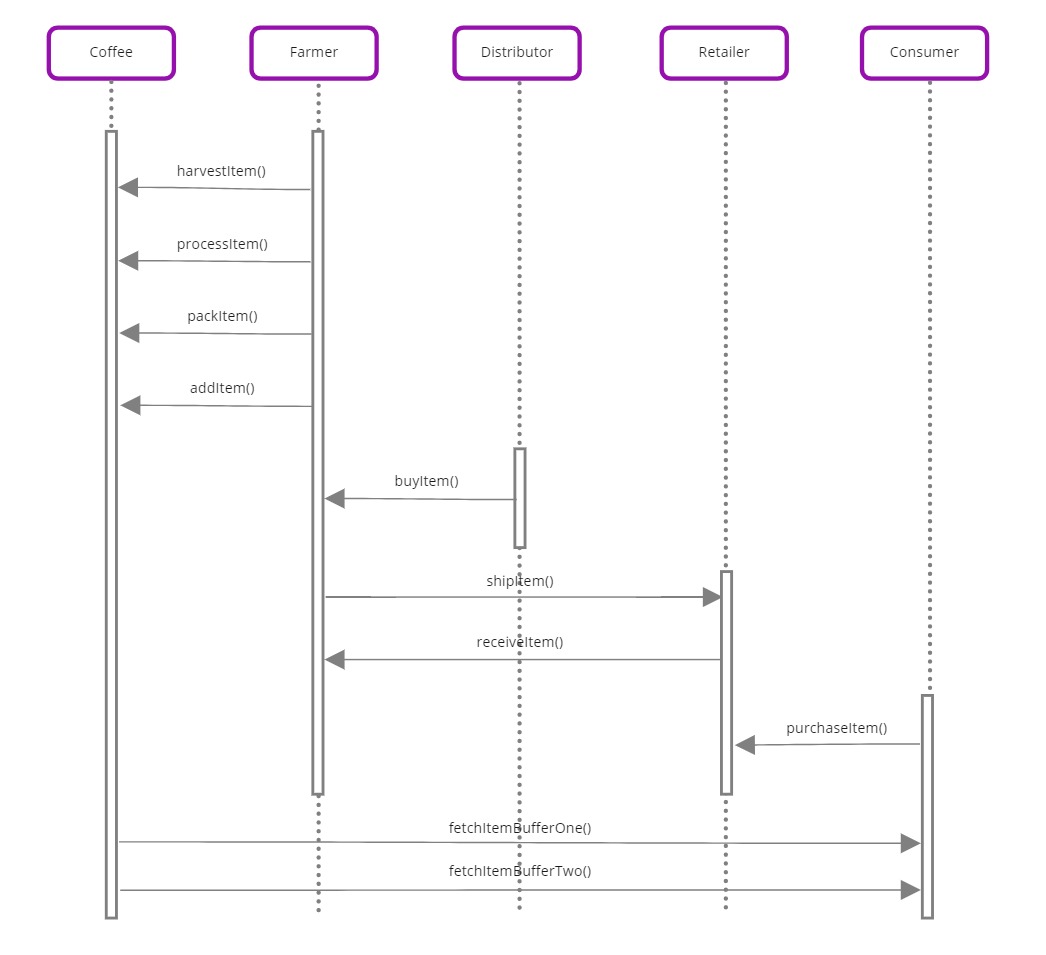 Coffee
Farmer
Distributor
Retailer
Consumer
harvestItem()
processItem()
packItem()
addItem()
buyItem()
shipItem()
receiveItem()
purchaseItem()
fetchItemBufferOne()
fetchItemBufferTwo()